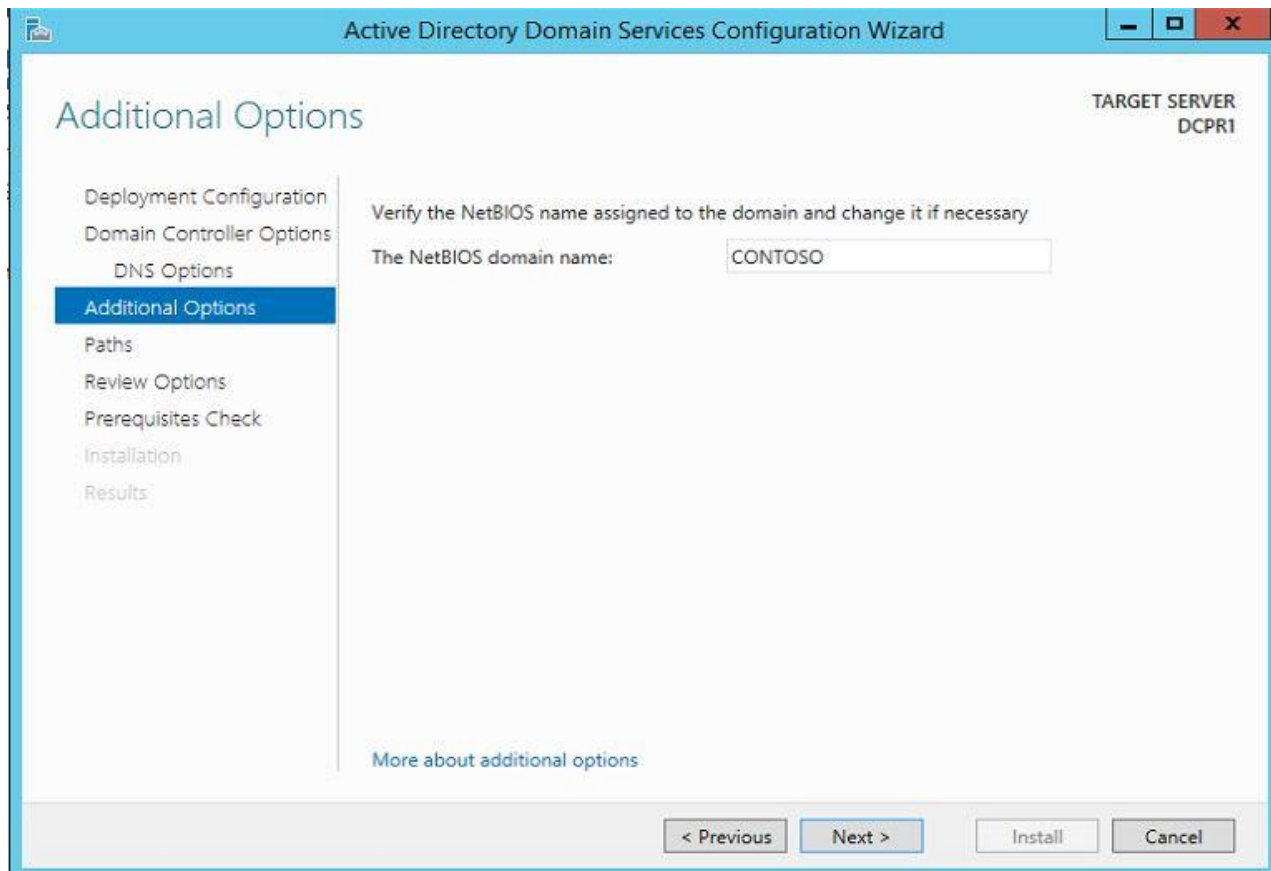 Active Directory Domain Services Configuration Wizard
Additional Options
TARGET SERVER
DCPR1
Deployment Configuration
Domain Controller Options
DNS Options
Additional Options
Paths
Review Options
Prerequisites Check
Installation
Results
Verify the NetBIOS name assigned to the domain and change it if necessary
The NetBIOS domain name: CONTOSO
More about additional options
< Previous Next > Install Cancel